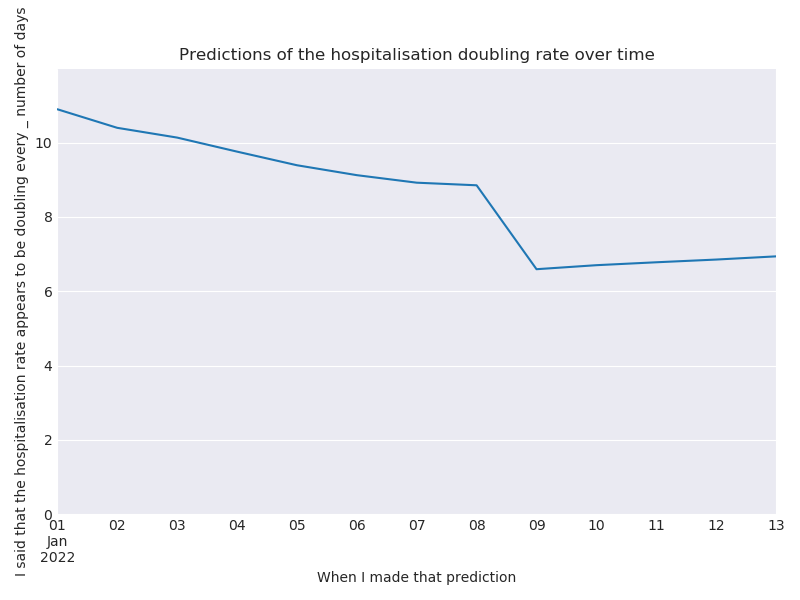 Predictions of the hospitalisation doubling rate over time
I said that the hospitalisation rate appears to be doubling every _ number of days
10
8
6
4
2
0
01 02 03 04 05 06 07 08 09 10 11 12 13
Jan
2022
When I made that prediction